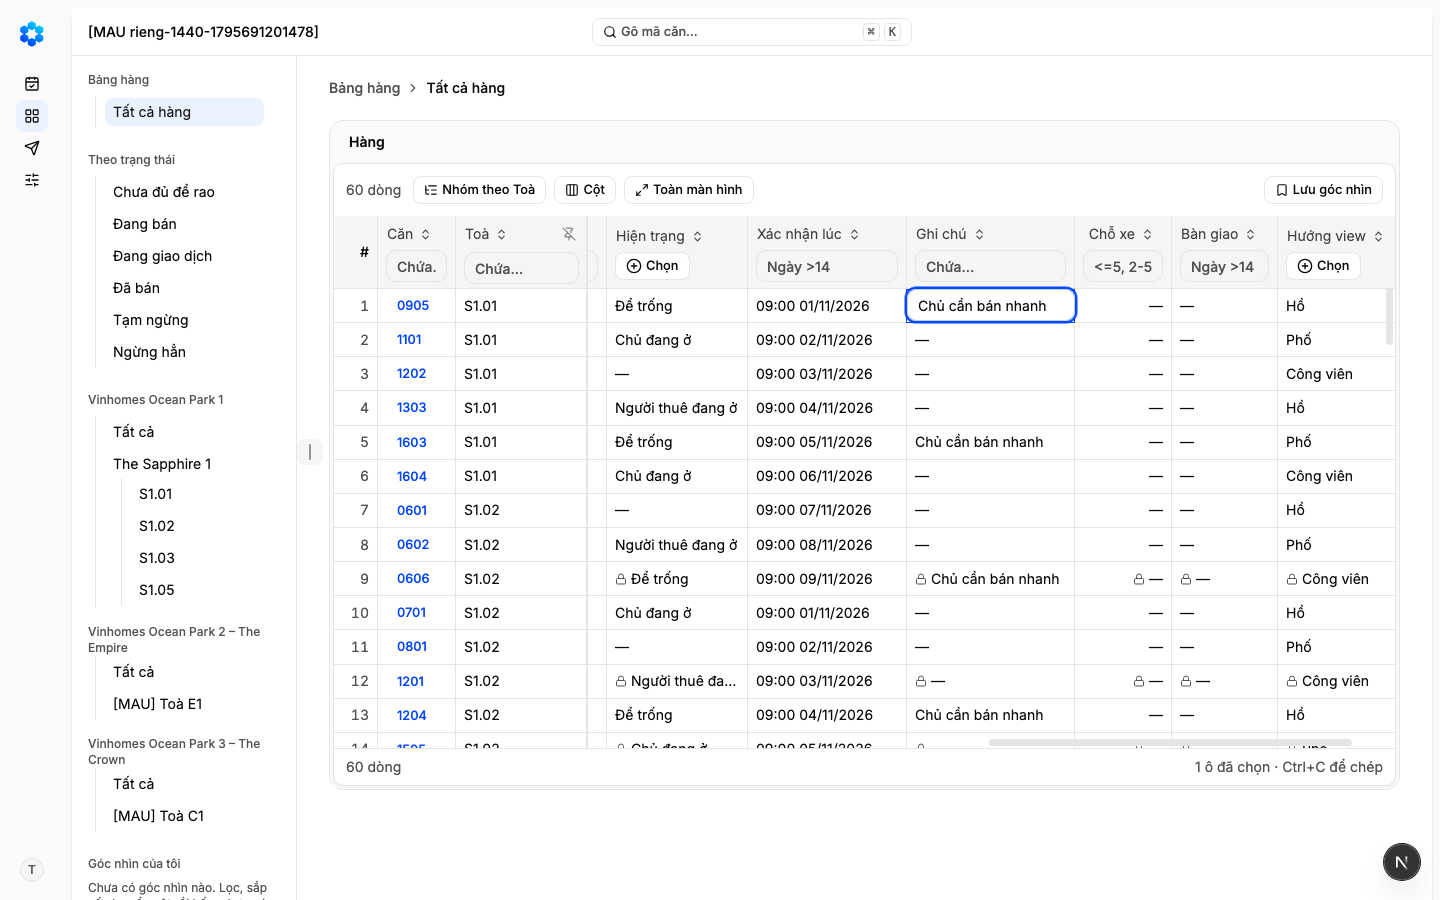 [MAU rieng-1440-1795691201478]
Gõ mã căn...
⌘ K
Bảng hàng
Tất cả hàng
Theo trạng thái
Chưa đủ để rao
Đang bán
Đang giao dịch
Đã bán
Tạm ngừng
Ngừng hẳn
Vinhomes Ocean Park 1
Tất cả
The Sapphire 1
S1.01
S1.02
S1.03
S1.05
Vinhomes Ocean Park 2 – The
Empire
Tất cả
[MAU] Toà E1
Vinhomes Ocean Park 3 – The
Crown
Tất cả
[MAU] Toà C1
Góc nhìn của tôi
Chưa có góc nhìn nào. Lọc, sắp
T
Bảng hàng > Tất cả hàng
Hàng
60 dòng Nhóm theo Toà Cột Toàn màn hình Lưu góc nhìn
# Căn Toà Hiện trạng Xác nhận lúc Ghi chú Chỗ xe Bàn giao Hướng view
Chứa. Chứa... Chọn Ngày >14 Chứa... <=5, 2-5 Ngày >14 Chọn
1 0905 S1.01 Để trống 09:00 01/11/2026 Chủ cần bán nhanh — — Hồ
2 1101 S1.01 Chủ đang ở 09:00 02/11/2026 — — — Phố
3 1202 S1.01 — 09:00 03/11/2026 — — — Công viên
4 1303 S1.01 Người thuê đang ở 09:00 04/11/2026 — — — Hồ
5 1603 S1.01 Để trống 09:00 05/11/2026 Chủ cần bán nhanh — — Phố
6 1604 S1.01 Chủ đang ở 09:00 06/11/2026 — — — Công viên
7 0601 S1.02 — 09:00 07/11/2026 — — — Hồ
8 0602 S1.02 Người thuê đang ở 09:00 08/11/2026 — — — Phố
9 0606 S1.02 Để trống 09:00 09/11/2026 Chủ cần bán nhanh — — Công viên
10 0701 S1.02 Chủ đang ở 09:00 01/11/2026 — — — Hồ
11 0801 S1.02 — 09:00 02/11/2026 — — — Phố
12 1201 S1.02 Người thuê đa... 09:00 03/11/2026 — — — Công viên
13 1204 S1.02 Để trống 09:00 04/11/2026 Chủ cần bán nhanh — — Hồ
14 1505 S1.02 Chủ đang ở 09:00 05/11/2026
60 dòng 1 ô đã chọn · Ctrl+C để chép
N